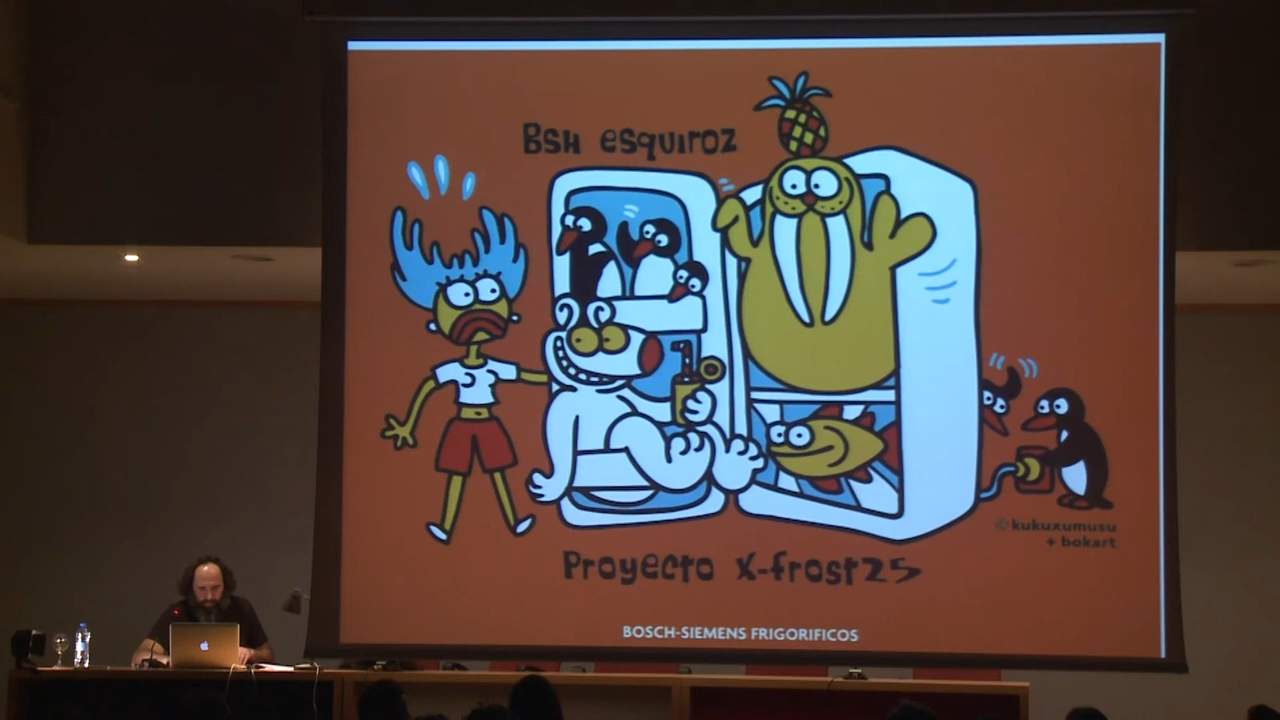 BSH esquiroz
©kukuxumusu
+ bokart
Proyecto X-frost25
BOSCH-SIEMENS FRIGORIFICOS